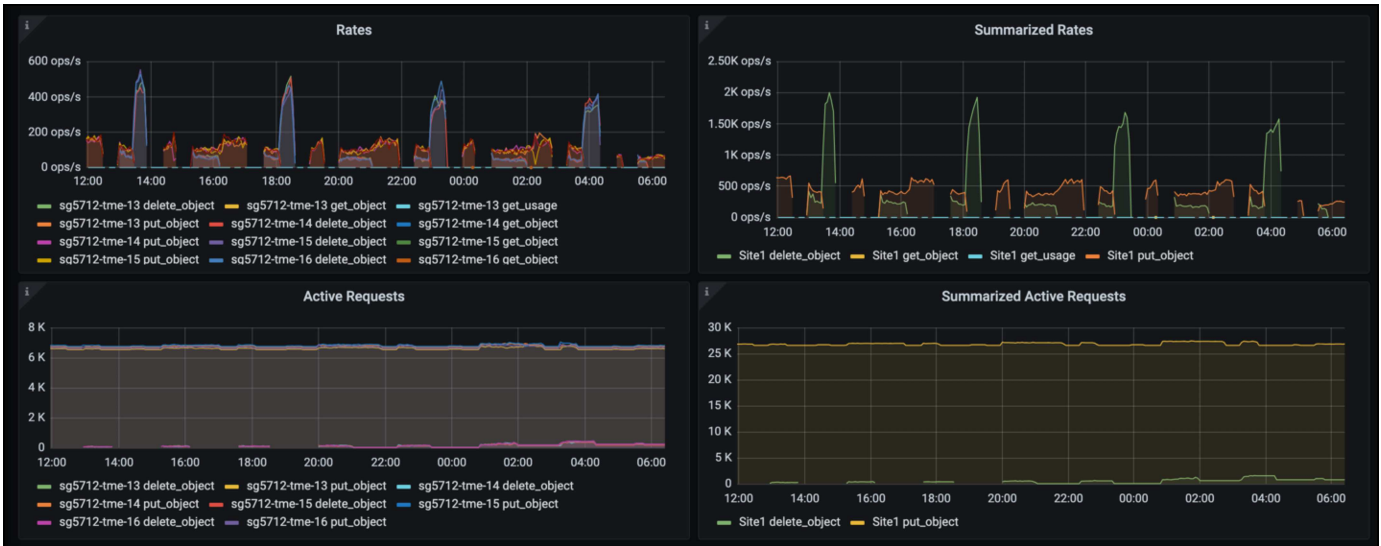 Rates
600 ops/s
400 ops/s
200 ops/s
0 ops/s
12:00 14:00 16:00 18:00 20:00 22:00 00:00 02:00 04:00 06:00
sg5712-tme-13 delete_object sg5712-tme-13 get_object sg5712-tme-13 get_usage
sg5712-tme-13 put_object sg5712-tme-14 delete_object sg5712-tme-14 get_object
sg5712-tme-14 put_object sg5712-tme-15 delete_object sg5712-tme-15 get_object
sg5712-tme-15 put_object sg5712-tme-16 delete_object sg5712-tme-16 get_object
Summarized Rates
2.50K ops/s
2K ops/s
1.50K ops/s
1K ops/s
500 ops/s
0 ops/s
12:00 14:00 16:00 18:00 20:00 22:00 00:00 02:00 04:00 06:00
Site1 delete_object Site1 get_object Site1 get_usage Site1 put_object
Active Requests
8 K
6 K
4 K
2 K
0
12:00 14:00 16:00 18:00 20:00 22:00 00:00 02:00 04:00 06:00
sg5712-tme-13 delete_object sg5712-tme-13 put_object sg5712-tme-14 delete_object
sg5712-tme-14 put_object sg5712-tme-15 delete_object sg5712-tme-15 put_object
sg5712-tme-16 delete_object sg5712-tme-16 put_object
Summarized Active Requests
30 K
25 K
20 K
15 K
10 K
5 K
0
12:00 14:00 16:00 18:00 20:00 22:00 00:00 02:00 04:00 06:00
Site1 delete_object Site1 put_object